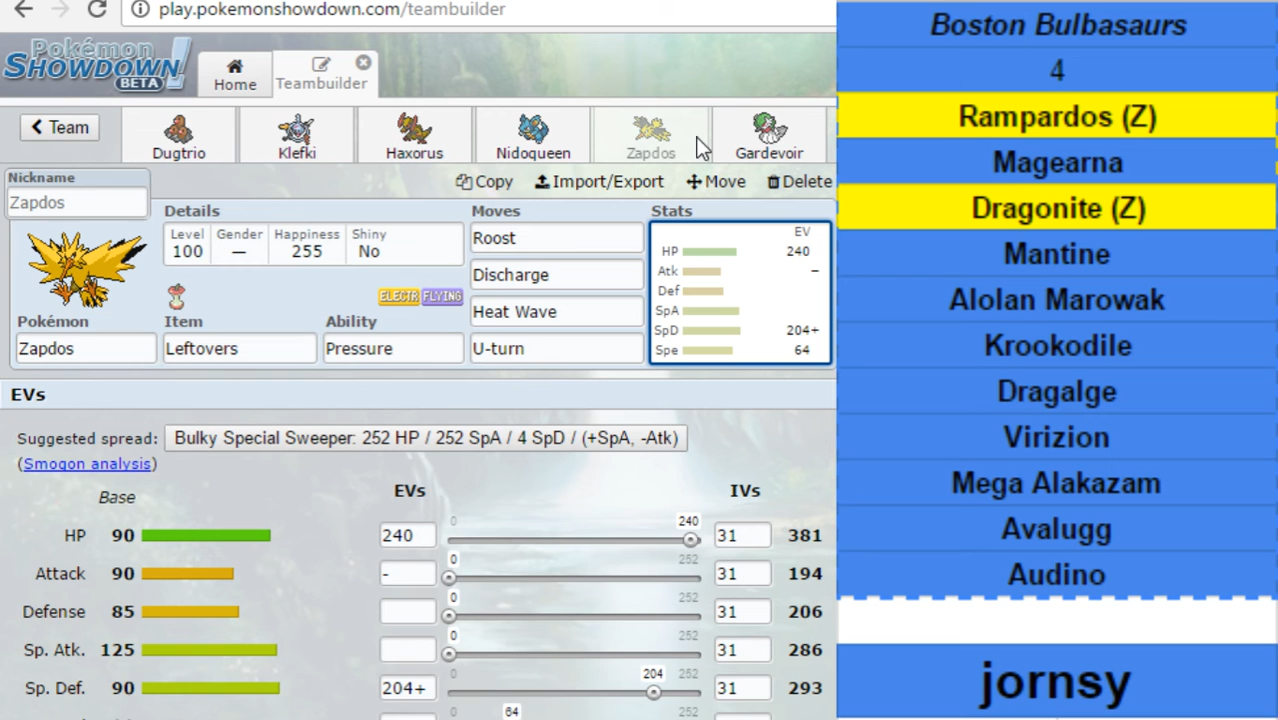 play.pokemonshowdown.com/teambuilder
Pokémon
SHOWDOWN!
BETA
Home
Teambuilder
Team
Dugtrio
Klefki
Haxorus
Nidoqueen
Zapdos
Gardevoir
Copy
Import/Export
Move
Delete
Nickname
Zapdos
Details
Level
100
Gender
—
Happiness
255
Shiny
No
ELECTR
FLYING
Pokémon
Zapdos
Item
Leftovers
Ability
Pressure
Moves
Roost
Discharge
Heat Wave
U-turn
Stats
EV
HP 240
Atk –
Def
SpA
SpD 204+
Spe 64
EVs
Suggested spread: Bulky Special Sweeper: 252 HP / 252 SpA / 4 SpD / (+SpA, -Atk)
(Smogon analysis)
Base EVs IVs
HP 90 240 0 240 31 381
Attack 90 - 0 252 31 194
Defense 85 0 252 31 206
Sp. Atk. 125 0 252 31 286
Sp. Def. 90 204+ 0 204 252 31 293
0 64 252
Boston Bulbasaurs
4
Rampardos (Z)
Magearna
Dragonite (Z)
Mantine
Alolan Marowak
Krookodile
Dragalge
Virizion
Mega Alakazam
Avalugg
Audino
jornsy